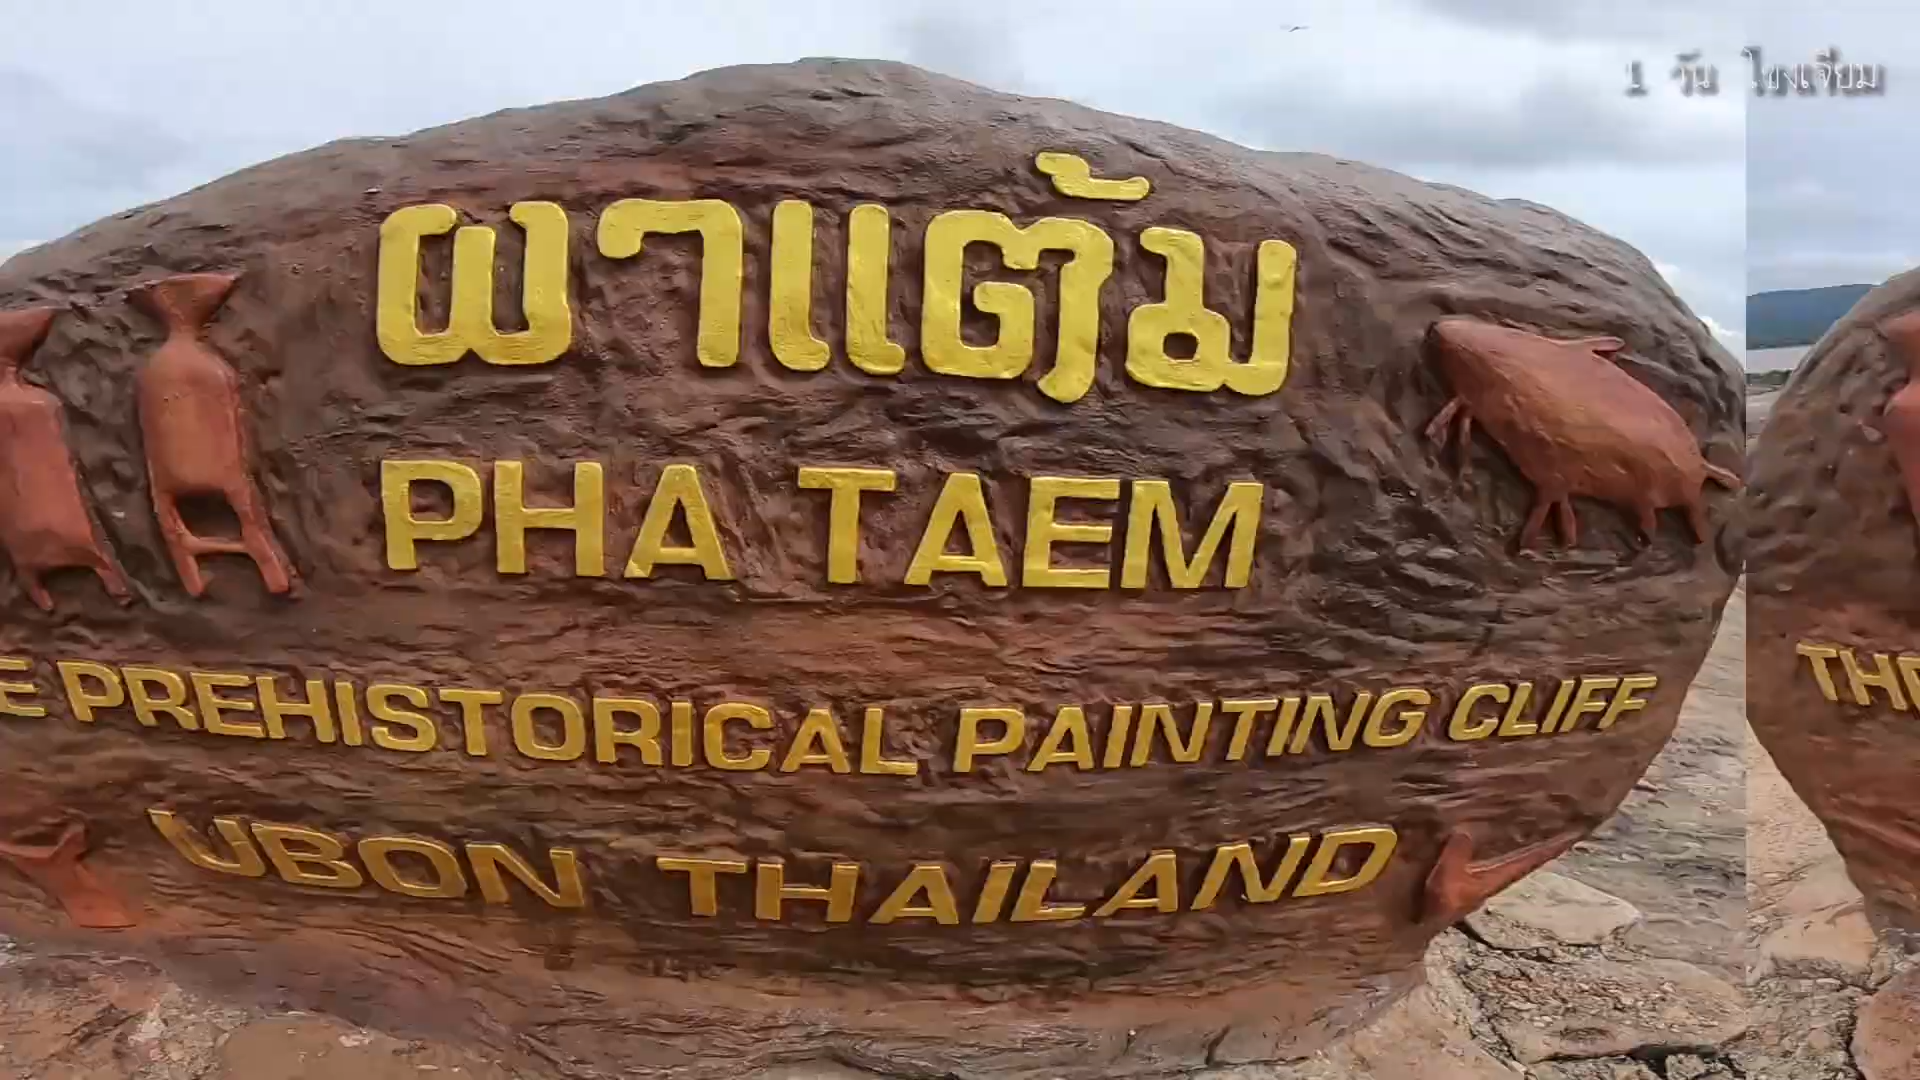 1 วัน โขงเจียม
ผาแต้ม
PHA TAEM
E PREHISTORICAL PAINTING CLIFF
UBON THAILAND